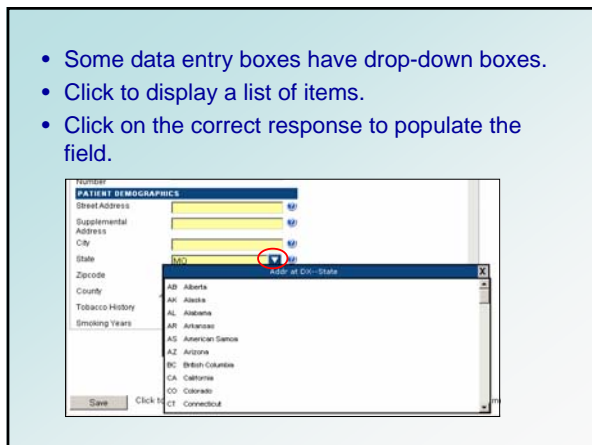 • Some data entry boxes have drop-down boxes.
• Click to display a list of items.
• Click on the correct response to populate the
field.
Number
PATIENT DEMOGRAPHICS
Street Address
Supplemental
Address
City
State MO
Addr at DX--State X
Zipcode
County
Tobacco History
Smoking Years
AB Alberta
AK Alaska
AL Alabama
AR Arkansas
AS American Samoa
AZ Arizona
BC British Columbia
CA California
CO Colorado
CT Connecticut
Save Click to